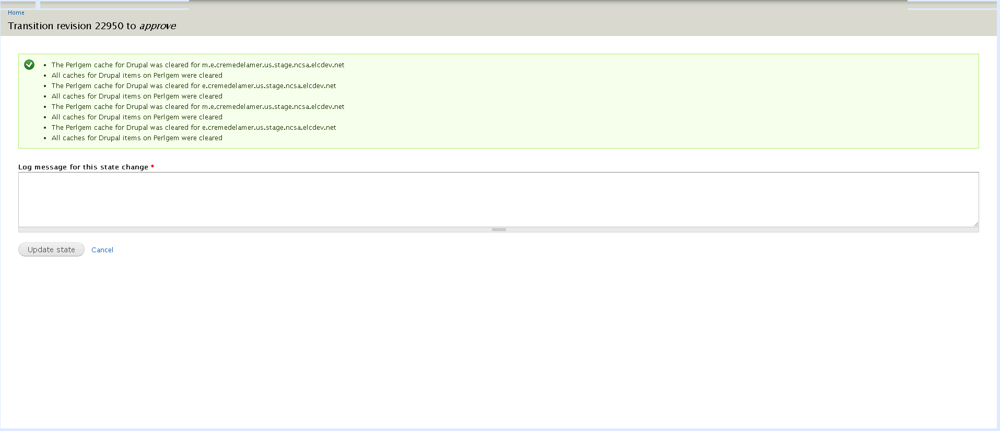 Home
Transition revision 22950 to approve
The Perlgem cache for Drupal was cleared for m.e.cremedelamer.us.stage.ncsa.elcdev.net
All caches for Drupal items on Perlgem were cleared
The Perlgem cache for Drupal was cleared for e.cremedelamer.us.stage.ncsa.elcdev.net
All caches for Drupal items on Perlgem were cleared
The Perlgem cache for Drupal was cleared for m.e.cremedelamer.us.stage.ncsa.elcdev.net
All caches for Drupal items on Perlgem were cleared
The Perlgem cache for Drupal was cleared for e.cremedelamer.us.stage.ncsa.elcdev.net
All caches for Drupal items on Perlgem were cleared
Log message for this state change *
Update state Cancel